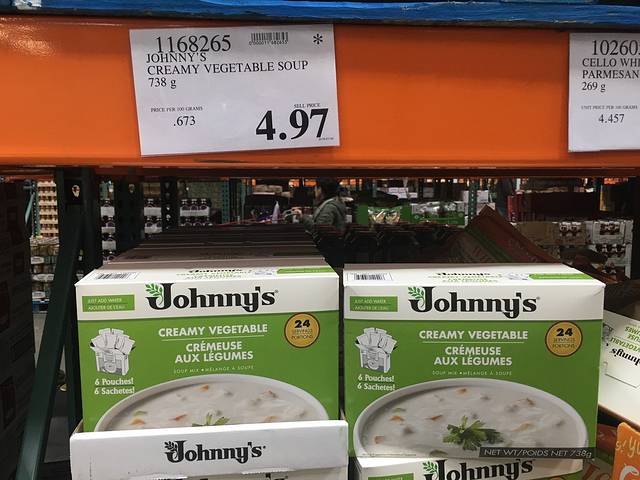 1168265
*
JOHNNY'S
CREAMY VEGETABLE SOUP
738 g
PRICE PER 100 GRAMS
SELL PRICE
.673
4.97
10260
CELLO WHI
PARMESAN
269 g
UNIT PRICE PER 100 GRAMS
4.457
JUST ADD WATER
AJOUTER DE L'EAU
Johnny's
CREAMY VEGETABLE
CRÉMEUSE
AUX LÉGUMES
SOUP MIX • MÉLANGE À SOUPE
24
SERVINGS
PORTIONS
6 Pouches!
6 Sachets!
Johnny's
JUST ADD WATER
AJOUTER DE L'EAU
Johnny's
CREAMY VEGETABLE
CRÉMEUSE
AUX LÉGUMES
SOUP MIX • MÉLANGE À SOUPE
24
SERVINGS
PORTIONS
6 Pouches!
6 Sachets!
NET WT/POIDS NET 738g
Johnny's